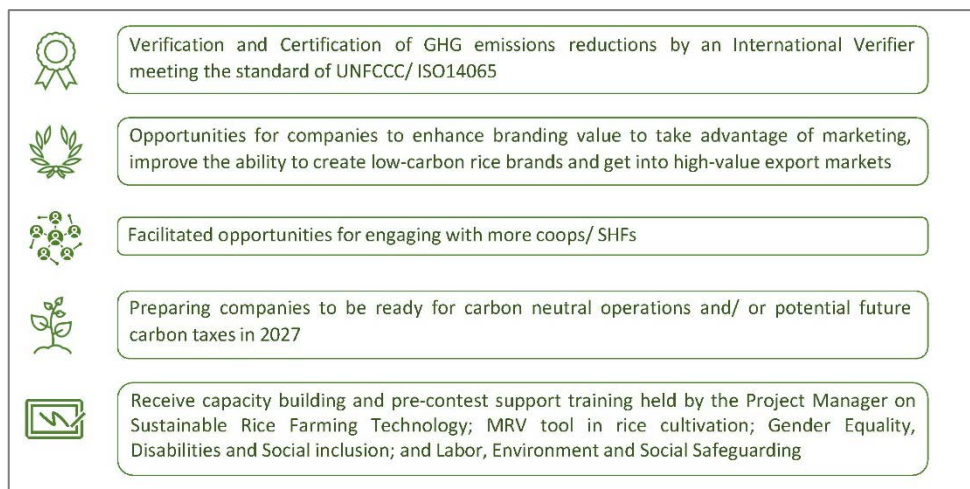 Verification and Certification of GHG emissions reductions by an International Verifier
meeting the standard of UNFCCC/ ISO14065
Opportunities for companies to enhance branding value to take advantage of marketing,
improve the ability to create low-carbon rice brands and get into high-value export markets
Facilitated opportunities for engaging with more coops/ SHFs
Preparing companies to be ready for carbon neutral operations and/ or potential future
carbon taxes in 2027
Receive capacity building and pre-contest support training held by the Project Manager on
Sustainable Rice Farming Technology; MRV tool in rice cultivation; Gender Equality,
Disabilities and Social inclusion; and Labor, Environment and Social Safeguarding